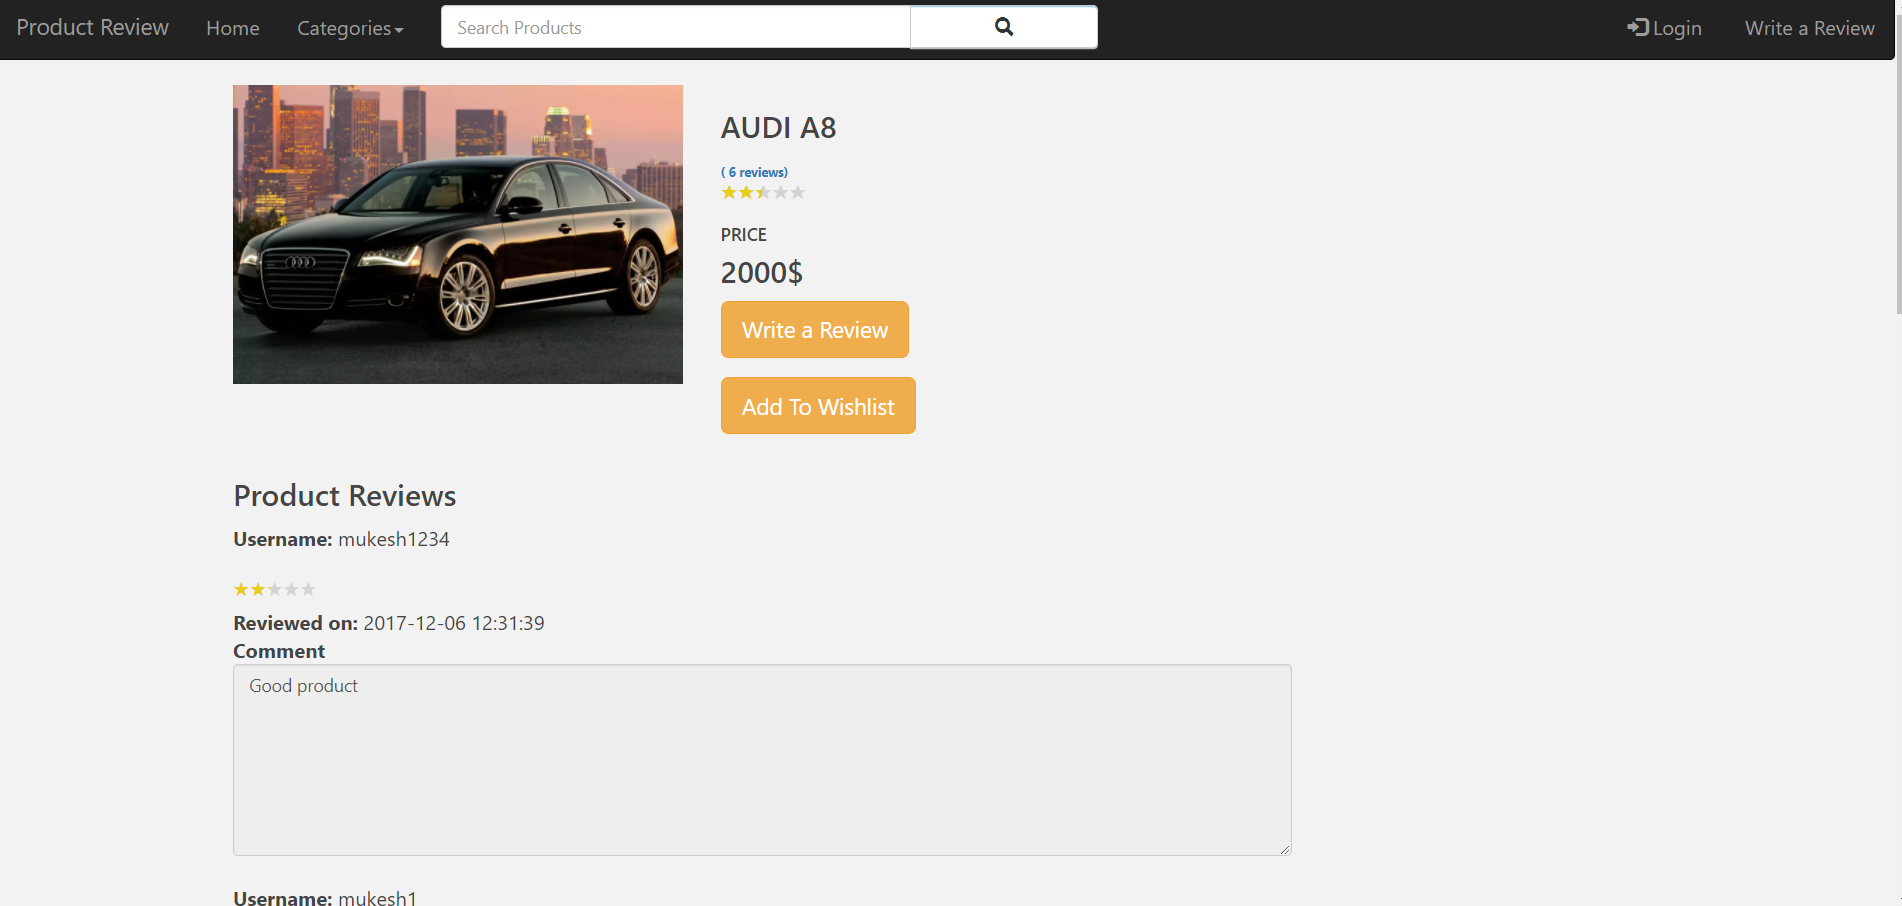 Product Review Home Categories Search Products Login Write a Review
AUDI A8
( 6 reviews)
PRICE
2000$
Write a Review
Add To Wishlist
Product Reviews
Username: mukesh1234
Reviewed on: 2017-12-06 12:31:39
Comment
Good product
Username: mukesh1